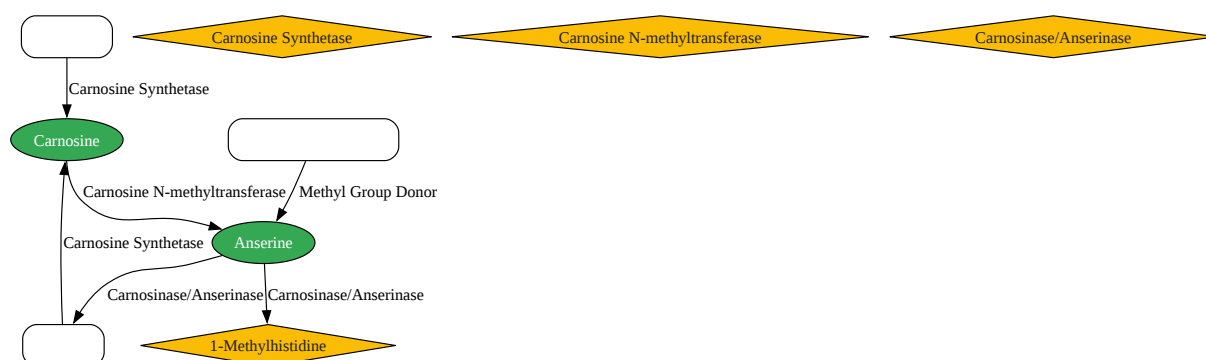 Carnosine Synthetase
Carnosine N-methyltransferase
Carnosinase/Anserinase
Carnosine Synthetase
Carnosine
Carnosine N-methyltransferase
Methyl Group Donor
Carnosine Synthetase
Anserine
Carnosinase/Anserinase
Carnosinase/Anserinase
1-Methylhistidine